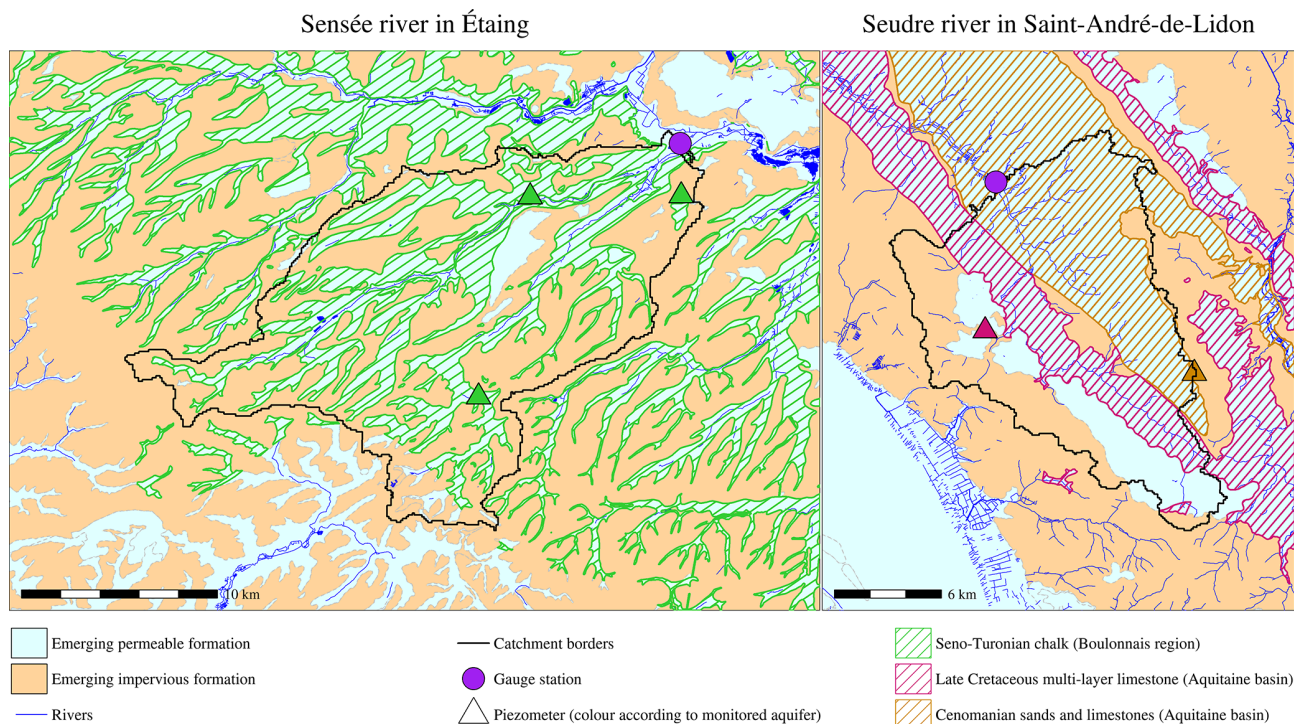 Sensée river in Étaing
Seudre river in Saint-André-de-Lidon
10 km
6 km
Emerging permeable formation
Catchment borders
Seno-Turonian chalk (Boulonnais region)
Emerging impervious formation
Gauge station
Late Cretaceous multi-layer limestone (Aquitaine basin)
Rivers
Piezometer (colour according to monitored aquifer)
Cenomanian sands and limestones (Aquitaine basin)